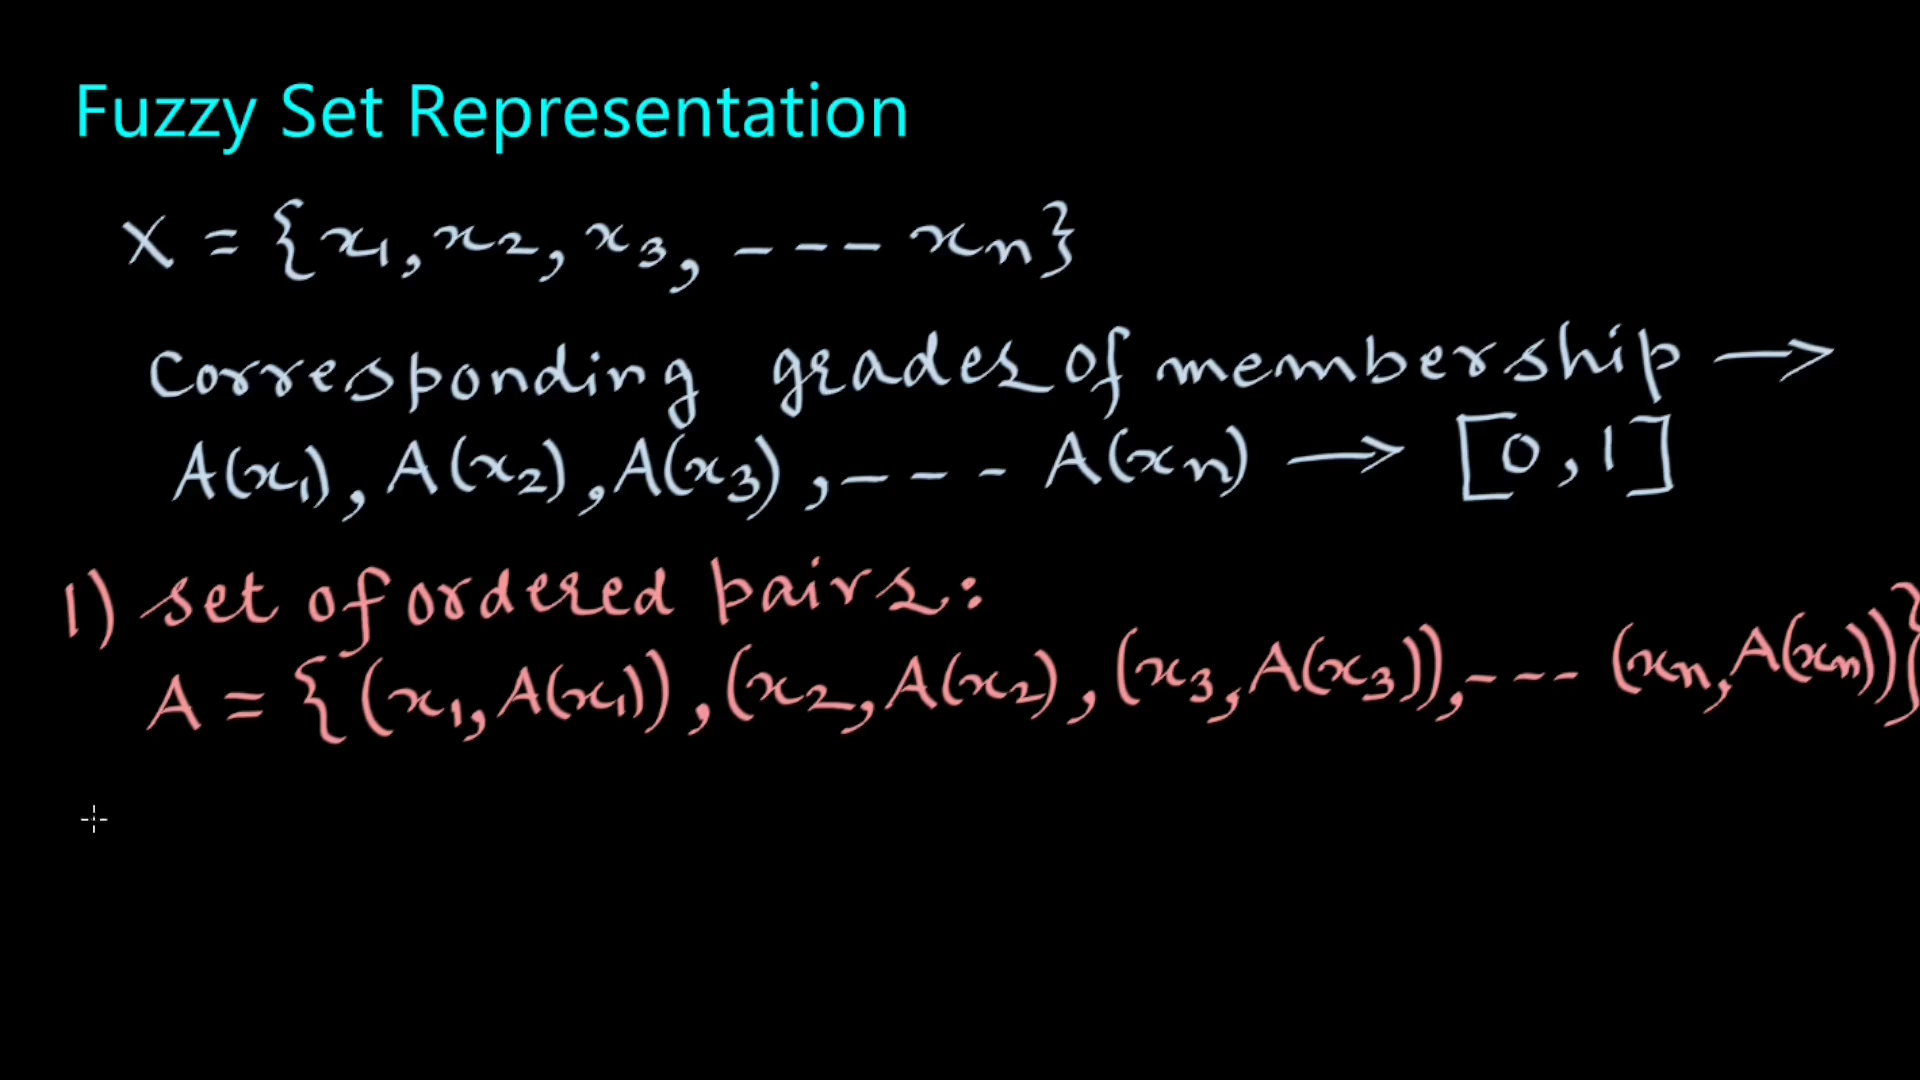 Fuzzy Set Representation
X = {x1, x2, x3, ---- xn}
Corresponding grades of membership →
A(x1), A(x2), A(x3), ---- A(xn) → [0, 1]
1) set of ordered pairs:
A = {(x1, A(x1)), (x2, A(x2), (x3, A(x3)), ---- (xn, A(xn))}